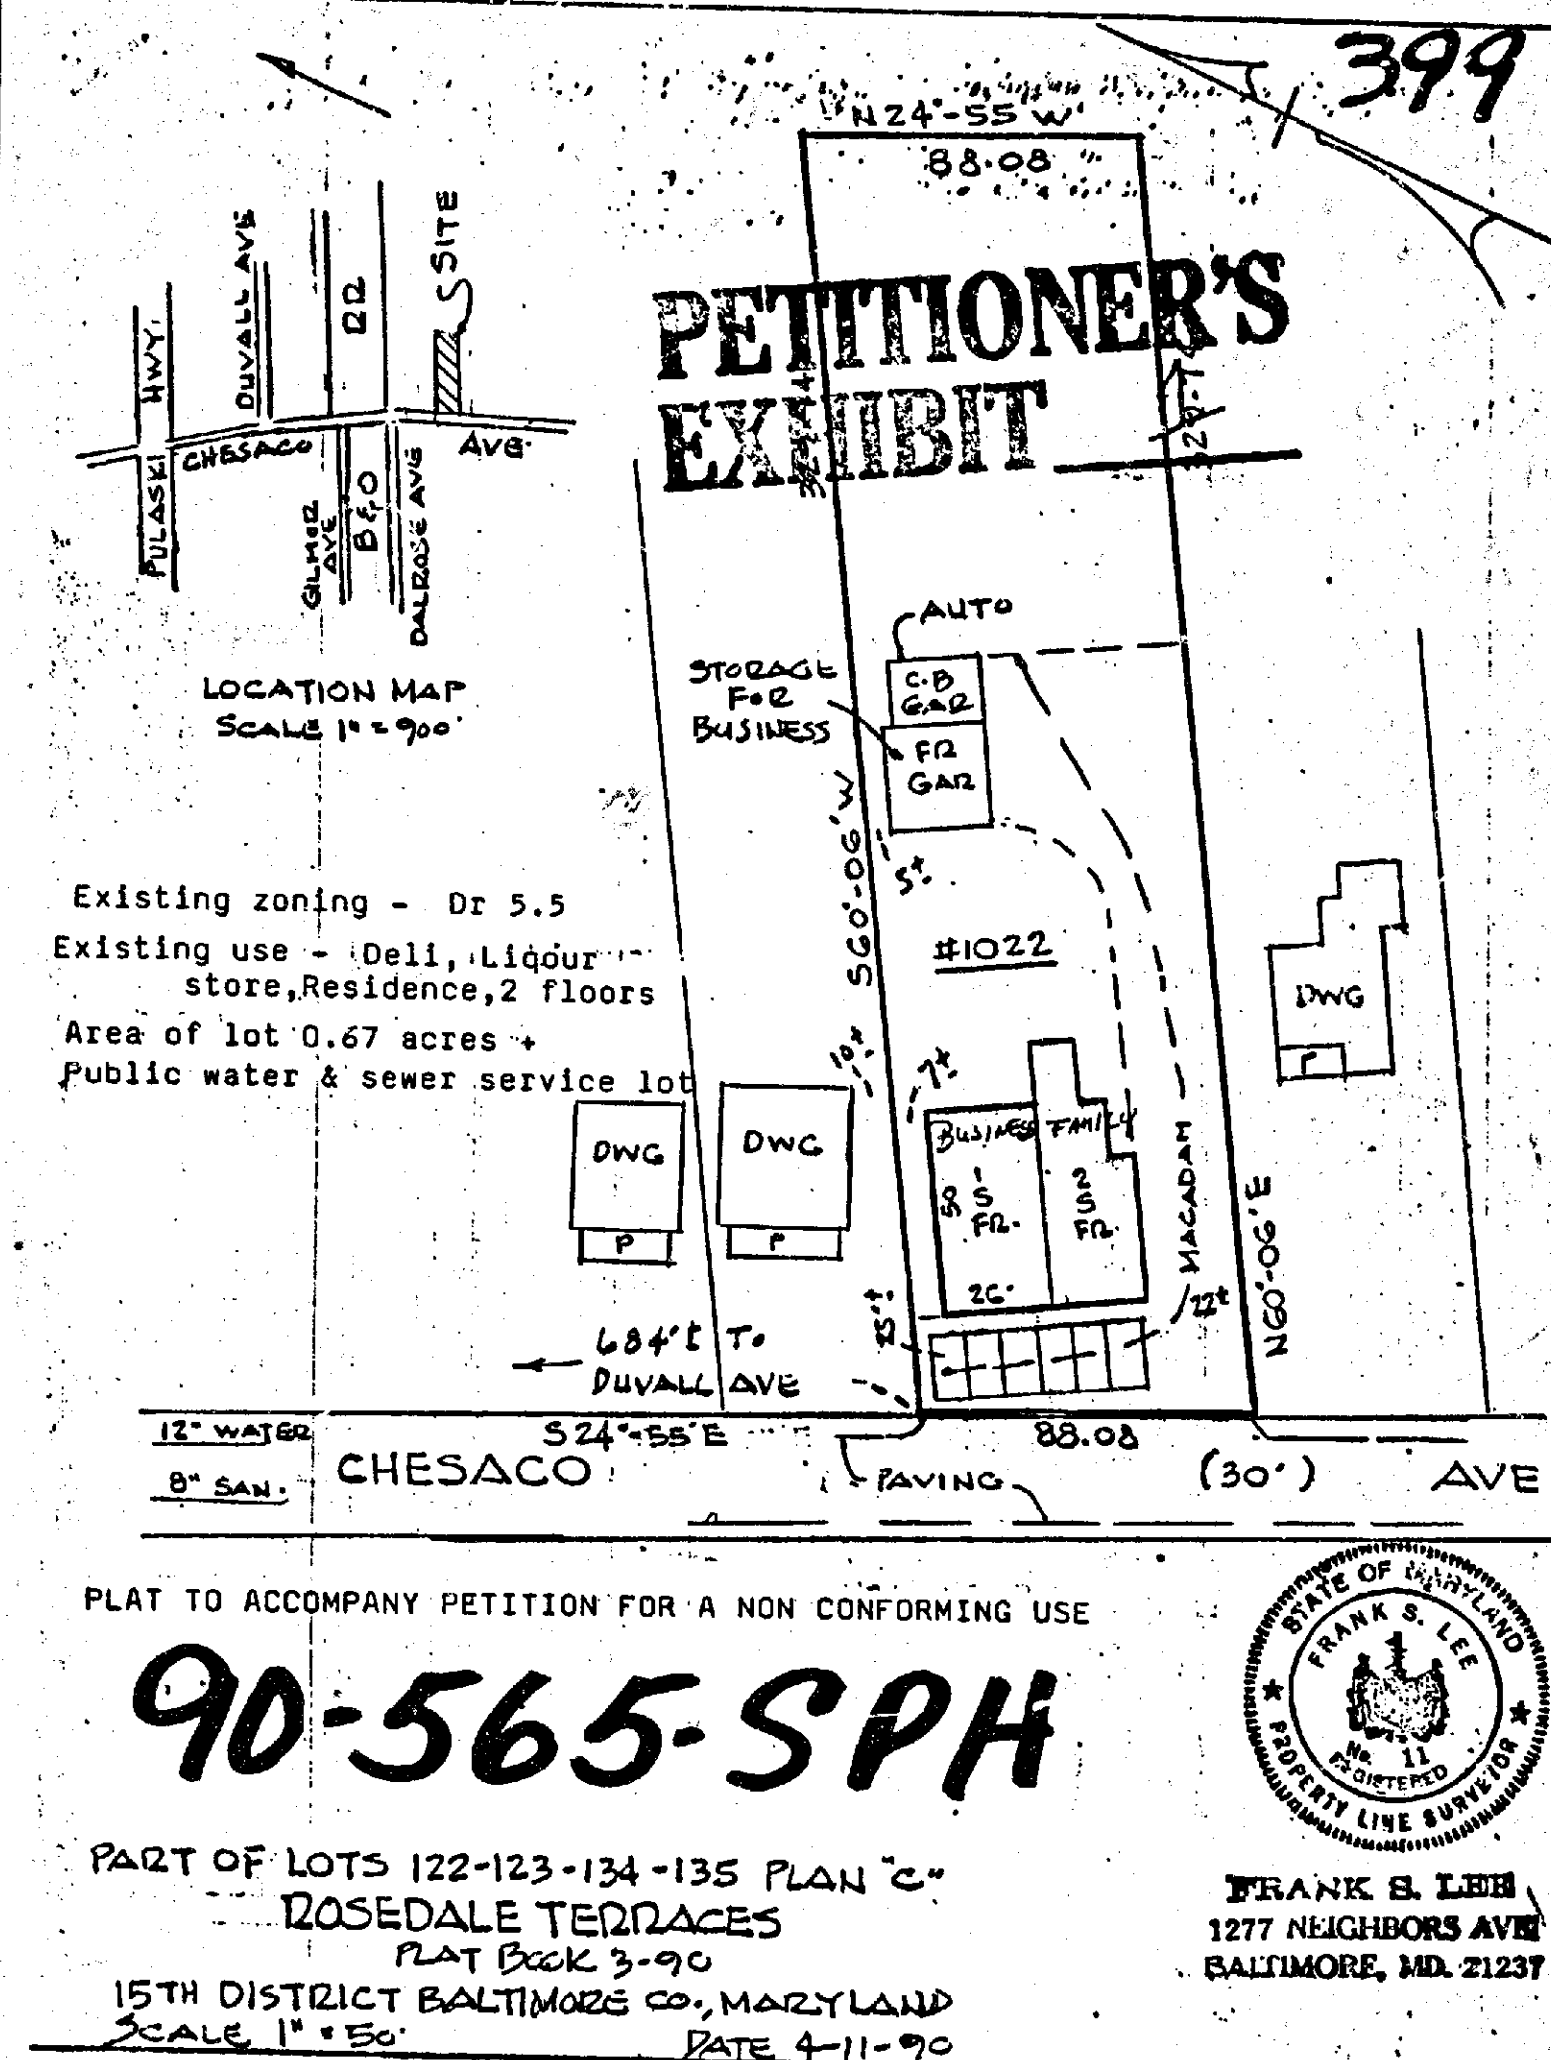 399
N 24°-55' W
88.08
PETITIONER'S
EXHIBIT
PULASKI HWY.
DUVALL AVE
RR
SITE
CHESACO AVE.
GILMOR
AVE
B & O
DALROSE AVE
LOCATION MAP
SCALE 1" = 900'
AUTO
STORAGE
FOR
BUSINESS
C.B
GAR
FR
GAR
S60°-06' W
5±
Existing zoning - Dr 5.5
Existing use - Deli, Liqour
store,Residence,2 floors
Area of lot 0.67 acres +
Public water & sewer service lot
#1022
DWG
P
10±
7±
DWG
P
DWG
P
BUSINESS
FAMILY
50
1
S
FR.
2
S
FR.
26'
MACADAM
N60°-06' E
25'±
22±
684'± TO
DUVALL AVE
12" WATER
S 24°-55' E
88.08
8" SAN.
CHESACO
PAVING
(30')
AVE
PLAT TO ACCOMPANY PETITION FOR A NON CONFORMING USE
90-565-SPH
STATE OF MARYLAND
FRANK S. LEE
No. 11
REGISTERED
PROPERTY LINE SURVEYOR
PART OF LOTS 122-123-134-135 PLAN "C"
ROSEDALE TERRACES
PLAT BOOK 3-90
15TH DISTRICT BALTIMORE CO., MARYLAND
SCALE 1" = 50'
DATE 4-11-90
FRANK S. LEE
1277 NEIGHBORS AVE
BALTIMORE, MD. 21237